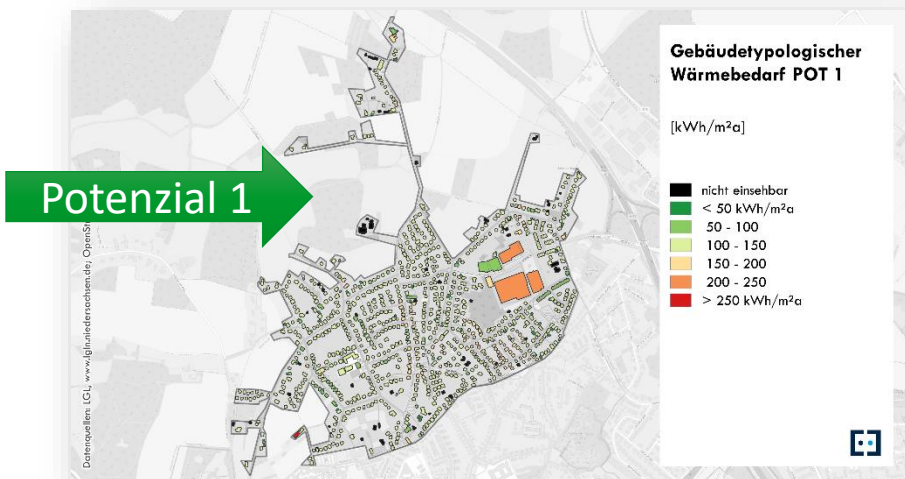 Gebäudetypologischer
Wärmebedarf POT 1
[kWh/m²a]
nicht einsehbar
< 50 kWh/m²a
50 - 100
100 - 150
150 - 200
200 - 250
> 250 kWh/m²a
Potenzial 1
Datenquellen: LGL, www.lgln.niedersachsen.de;